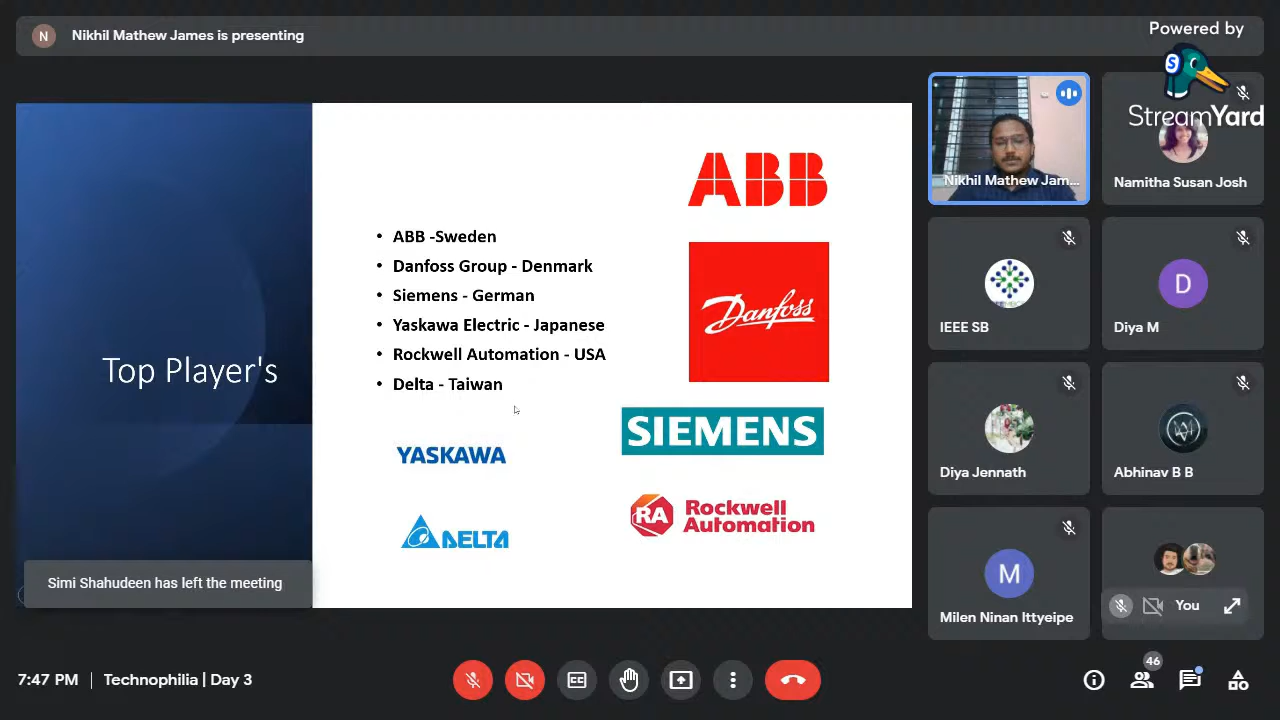 N
Nikhil Mathew James is presenting
Powered by
S
StreamYard
Top Player's
• ABB -Sweden
• Danfoss Group - Denmark
• Siemens - German
• Yaskawa Electric - Japanese
• Rockwell Automation - USA
• Delta - Taiwan
ABB
Danfoss
SIEMENS
YASKAWA
RA Rockwell
Automation
DELTA
Nikhil Mathew Jam...
Namitha Susan Josh
IEEE SB
D
Diya M
Diya Jennath
Abhinav B B
M
Milen Ninan Ittyeipe
You
Simi Shahudeen has left the meeting
7:47 PM | Technophilia | Day 3
CC
46